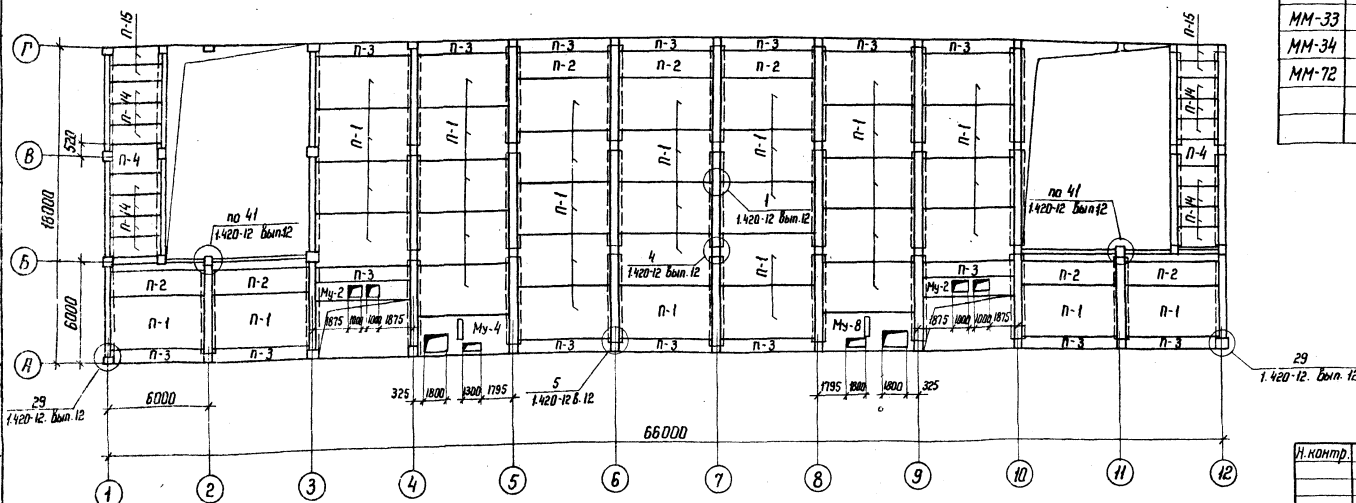 ММ-33
ММ-34
ММ-72
Г
В
Б
А
П-15
П-3
П-3
П-3
П-3
П-3
П-3
П-3
П-15
П-2
П-2
П-2
П-14
П-4
П-14
П-1
П-1
П-1
П-1
П-1
П-1
П-1
П-1
П-14
П-4
П-14
520
18000
6000
по 41
1.420-12 Вып.12
1
1.420-12 Вып.12
4
1.420-12 Вып.12
по 41
1.420-12 Вып.12
П-2
П-2
П-3
Му-2
1875
1000
1000
1875
П-1
П-1
П-1
П-1
П-3
Му-2
1875
1000
1000
1875
П-2
П-2
П-1
П-1
Му-4
Му-8
П-3
П-3
П-3
П-3
П-3
П-3
П-3
29
1.420-12. Вып.12
6000
325
1800
1300
1795
5
1.420-12 в.12
1795
1800
325
29
1.420-12. Вып. 12
66000
1
2
3
4
5
6
7
8
9
10
11
12
Н.контр.